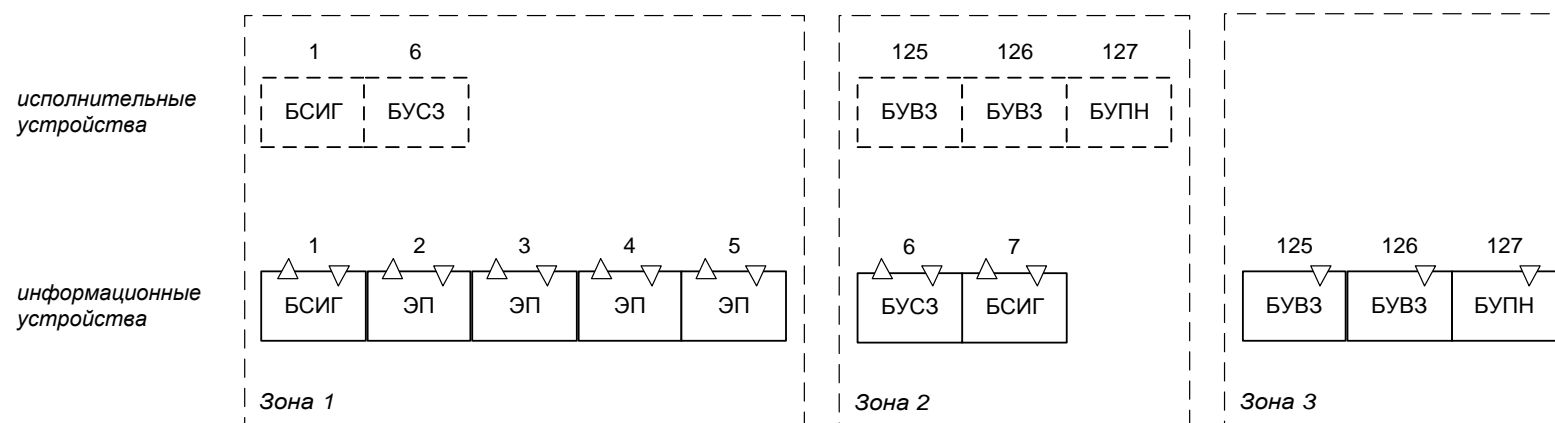 1 6 125 126 127
исполнительные
устройства
БСИГ БУСЗ БУВЗ БУВЗ БУПН
1 2 3 4 5 6 7 125 126 127
информационные
устройства
БСИГ ЭП ЭП ЭП ЭП БУСЗ БСИГ БУВЗ БУВЗ БУПН
Зона 1 Зона 2 Зона 3